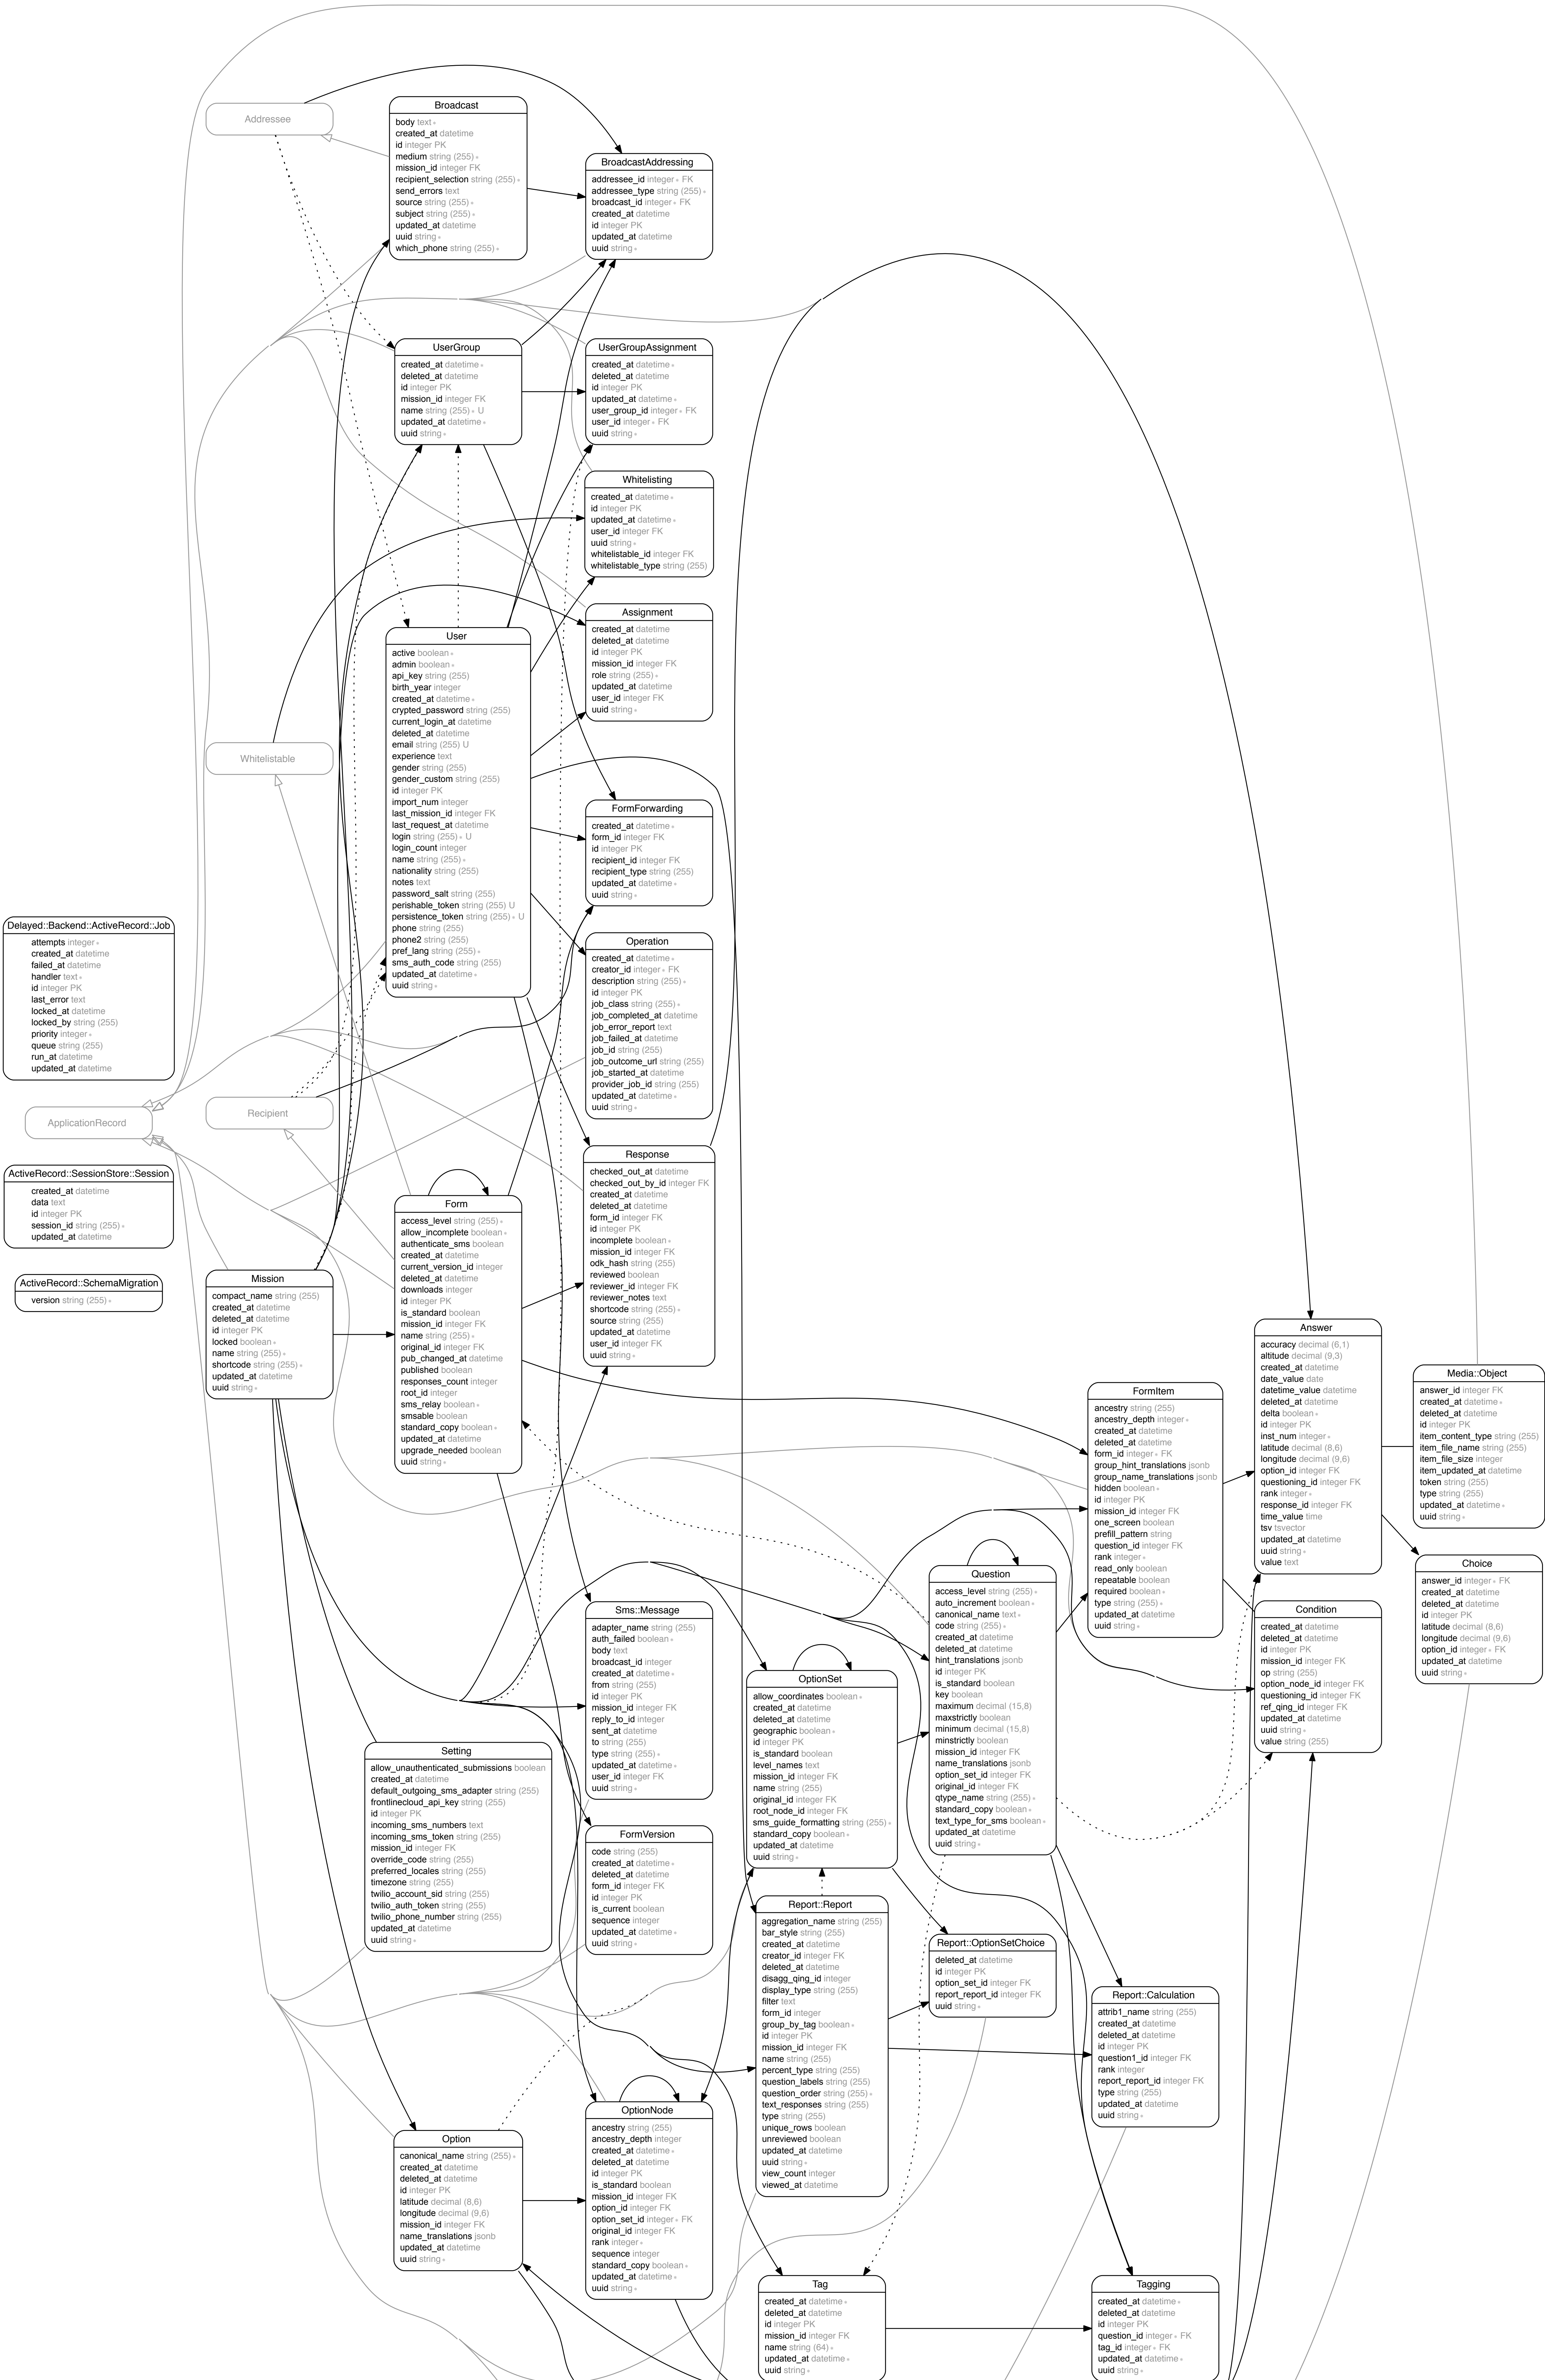 Addressee
Broadcast
body text*
created_at datetime
id integer PK
medium string (255)*
mission_id integer FK
recipient_selection string (255)*
send_errors text
source string (255)*
subject string (255)*
updated_at datetime
uuid string*
which_phone string (255)*
BroadcastAddressing
addressee_id integer* FK
addressee_type string (255)*
broadcast_id integer* FK
created_at datetime
id integer PK
updated_at datetime
uuid string*
UserGroup
created_at datetime*
deleted_at datetime
id integer PK
mission_id integer FK
name string (255)* U
updated_at datetime*
uuid string*
UserGroupAssignment
created_at datetime*
deleted_at datetime
id integer PK
updated_at datetime*
user_group_id integer* FK
user_id integer* FK
uuid string*
Whitelisting
created_at datetime*
id integer PK
updated_at datetime*
user_id integer FK
uuid string*
whitelistable_id integer FK
whitelistable_type string (255)
Assignment
created_at datetime
deleted_at datetime
id integer PK
mission_id integer FK
role string (255)*
updated_at datetime
user_id integer FK
uuid string*
User
active boolean*
admin boolean*
api_key string (255)
birth_year integer
created_at datetime*
crypted_password string (255)
current_login_at datetime
deleted_at datetime
email string (255) U
experience text
gender string (255)
gender_custom string (255)
id integer PK
import_num integer
last_mission_id integer FK
last_request_at datetime
login string (255)* U
login_count integer
name string (255)*
nationality string (255)
notes text
password_salt string (255)
perishable_token string (255) U
persistence_token string (255)* U
phone string (255)
phone2 string (255)
pref_lang string (255)*
sms_auth_code string (255)
updated_at datetime*
uuid string*
Whitelistable
FormForwarding
created_at datetime*
form_id integer FK
id integer PK
recipient_id integer FK
recipient_type string (255)
updated_at datetime*
uuid string*
Delayed::Backend::ActiveRecord::Job
attempts integer*
created_at datetime
failed_at datetime
handler text*
id integer PK
last_error text
locked_at datetime
locked_by string (255)
priority integer*
queue string (255)
run_at datetime
updated_at datetime
Operation
created_at datetime*
creator_id integer* FK
description string (255)*
id integer PK
job_class string (255)*
job_completed_at datetime
job_error_report text
job_failed_at datetime
job_id string (255)
job_outcome_url string (255)
job_started_at datetime
provider_job_id string (255)
updated_at datetime*
uuid string*
ApplicationRecord
Recipient
ActiveRecord::SessionStore::Session
created_at datetime
data text
id integer PK
session_id string (255)*
updated_at datetime
ActiveRecord::SchemaMigration
version string (255)*
Mission
compact_name string (255)
created_at datetime
deleted_at datetime
id integer PK
locked boolean*
name string (255)*
shortcode string (255)*
updated_at datetime
uuid string*
Form
access_level string (255)*
allow_incomplete boolean*
authenticate_sms boolean
created_at datetime
current_version_id integer
deleted_at datetime
downloads integer
id integer PK
is_standard boolean
mission_id integer FK
name string (255)*
original_id integer FK
pub_changed_at datetime
published boolean
responses_count integer
root_id integer
sms_relay boolean*
smsable boolean
standard_copy boolean*
updated_at datetime
upgrade_needed boolean
uuid string*
Response
checked_out_at datetime
checked_out_by_id integer FK
created_at datetime
deleted_at datetime
form_id integer FK
id integer PK
incomplete boolean*
mission_id integer FK
odk_hash string (255)
reviewed boolean
reviewer_id integer FK
reviewer_notes text
shortcode string (255)*
source string (255)
updated_at datetime
user_id integer FK
uuid string*
Answer
accuracy decimal (6,1)
altitude decimal (9,3)
created_at datetime
date_value date
datetime_value datetime
deleted_at datetime
delta boolean*
id integer PK
inst_num integer*
latitude decimal (8,6)
longitude decimal (9,6)
option_id integer FK
questioning_id integer FK
rank integer*
response_id integer FK
time_value time
tsv tsvector
updated_at datetime
uuid string*
value text
Media::Object
answer_id integer FK
created_at datetime*
deleted_at datetime
id integer PK
item_content_type string (255)
item_file_name string (255)
item_file_size integer
item_updated_at datetime
token string (255)
type string (255)
updated_at datetime*
uuid string*
FormItem
ancestry string (255)
ancestry_depth integer*
created_at datetime
deleted_at datetime
form_id integer* FK
group_hint_translations jsonb
group_name_translations jsonb
hidden boolean*
id integer PK
mission_id integer FK
one_screen boolean
prefill_pattern string
question_id integer FK
rank integer*
read_only boolean
repeatable boolean
required boolean*
type string (255)*
updated_at datetime
uuid string*
Choice
answer_id integer* FK
created_at datetime
deleted_at datetime
id integer PK
latitude decimal (8,6)
longitude decimal (9,6)
option_id integer* FK
updated_at datetime
uuid string*
Question
access_level string (255)*
auto_increment boolean*
canonical_name text*
code string (255)*
created_at datetime
deleted_at datetime
hint_translations jsonb
id integer PK
is_standard boolean
key boolean
maximum decimal (15,8)
maxstrictly boolean
minimum decimal (15,8)
minstrictly boolean
mission_id integer FK
name_translations jsonb
option_set_id integer FK
original_id integer FK
qtype_name string (255)*
standard_copy boolean*
text_type_for_sms boolean*
updated_at datetime
uuid string*
Condition
created_at datetime
deleted_at datetime
id integer PK
mission_id integer FK
op string (255)
option_node_id integer FK
questioning_id integer FK
ref_qing_id integer FK
updated_at datetime
uuid string*
value string (255)
Sms::Message
adapter_name string (255)
auth_failed boolean*
body text
broadcast_id integer
created_at datetime*
from string (255)
id integer PK
mission_id integer FK
reply_to_id integer
sent_at datetime
to string (255)
type string (255)*
updated_at datetime*
user_id integer FK
uuid string*
OptionSet
allow_coordinates boolean*
created_at datetime
deleted_at datetime
geographic boolean*
id integer PK
is_standard boolean
level_names text
mission_id integer FK
name string (255)
original_id integer FK
root_node_id integer FK
sms_guide_formatting string (255)*
standard_copy boolean*
updated_at datetime
uuid string*
Setting
allow_unauthenticated_submissions boolean
created_at datetime
default_outgoing_sms_adapter string (255)
frontlinecloud_api_key string (255)
id integer PK
incoming_sms_numbers text
incoming_sms_token string (255)
mission_id integer FK
override_code string (255)
preferred_locales string (255)
timezone string (255)
twilio_account_sid string (255)
twilio_auth_token string (255)
twilio_phone_number string (255)
updated_at datetime
uuid string*
FormVersion
code string (255)
created_at datetime*
deleted_at datetime
form_id integer FK
id integer PK
is_current boolean
sequence integer
updated_at datetime*
uuid string*
Report::Report
aggregation_name string (255)
bar_style string (255)
created_at datetime
creator_id integer FK
deleted_at datetime
disagg_qing_id integer
display_type string (255)
filter text
form_id integer
group_by_tag boolean*
id integer PK
mission_id integer FK
name string (255)
percent_type string (255)
question_labels string (255)
question_order string (255)*
text_responses string (255)
type string (255)
unique_rows boolean
unreviewed boolean
updated_at datetime
uuid string*
view_count integer
viewed_at datetime
Report::OptionSetChoice
deleted_at datetime
id integer PK
option_set_id integer FK
report_report_id integer FK
uuid string*
Report::Calculation
attrib1_name string (255)
created_at datetime
deleted_at datetime
id integer PK
question1_id integer FK
rank integer
report_report_id integer FK
type string (255)
updated_at datetime
uuid string*
Option
canonical_name string (255)*
created_at datetime
deleted_at datetime
id integer PK
latitude decimal (8,6)
longitude decimal (9,6)
mission_id integer FK
name_translations jsonb
updated_at datetime
uuid string*
OptionNode
ancestry string (255)
ancestry_depth integer
created_at datetime*
deleted_at datetime
id integer PK
is_standard boolean
mission_id integer FK
option_id integer FK
option_set_id integer* FK
original_id integer FK
rank integer*
sequence integer
standard_copy boolean*
updated_at datetime*
uuid string*
Tag
created_at datetime*
deleted_at datetime
id integer PK
mission_id integer FK
name string (64)*
updated_at datetime*
uuid string*
Tagging
created_at datetime*
deleted_at datetime
id integer PK
question_id integer* FK
tag_id integer* FK
updated_at datetime*
uuid string*